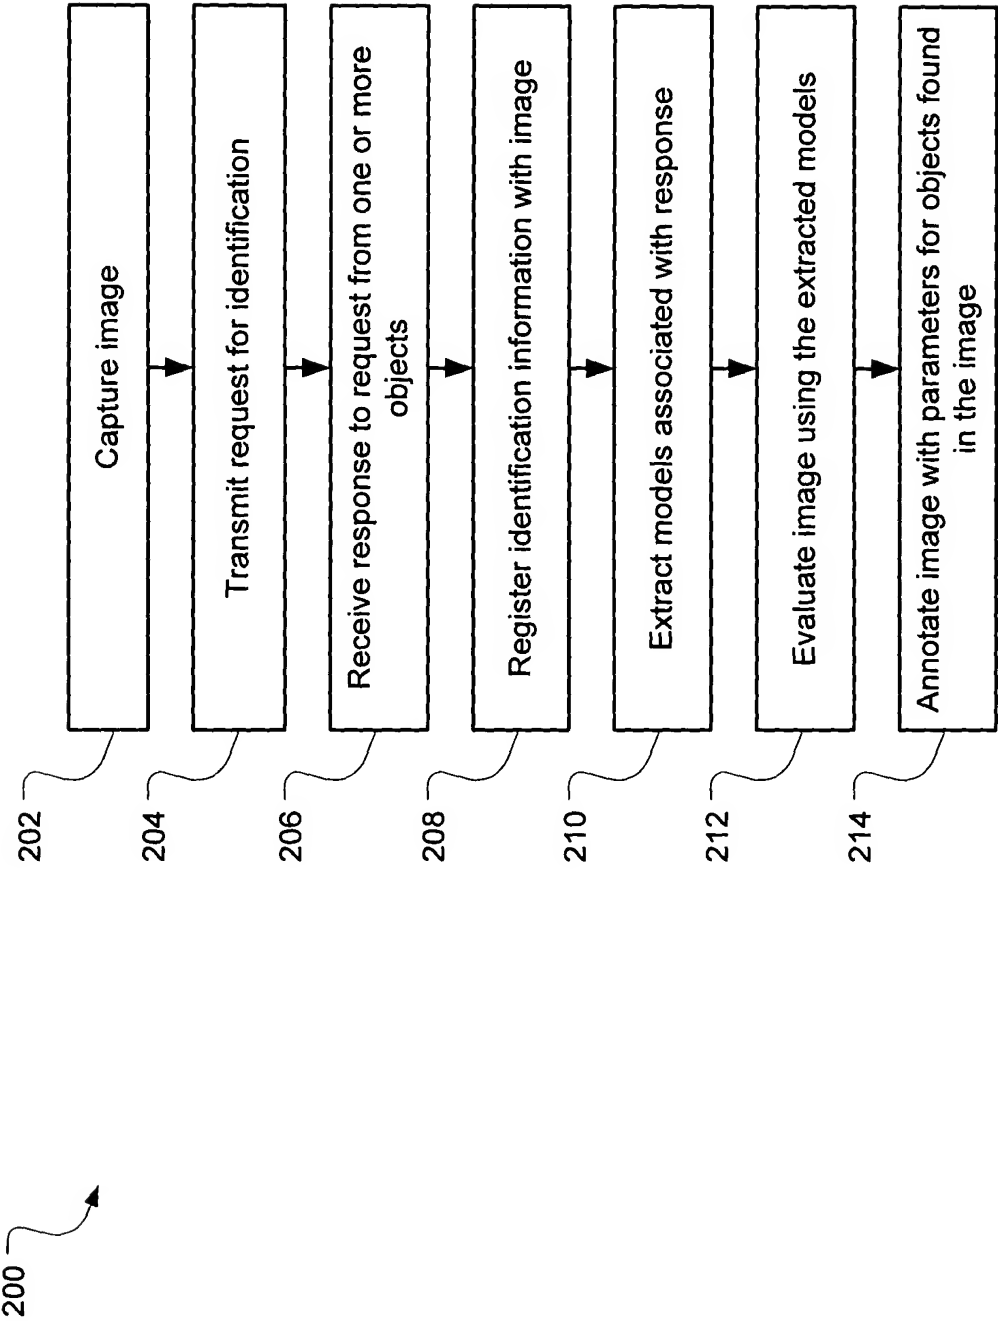 200
202
Capture image
204
Transmit request for identification
206
Receive response to request from one or more
objects
208
Register identification information with image
210
Extract models associated with response
212
Evaluate image using the extracted models
214
Annotate image with parameters for objects found
in the image